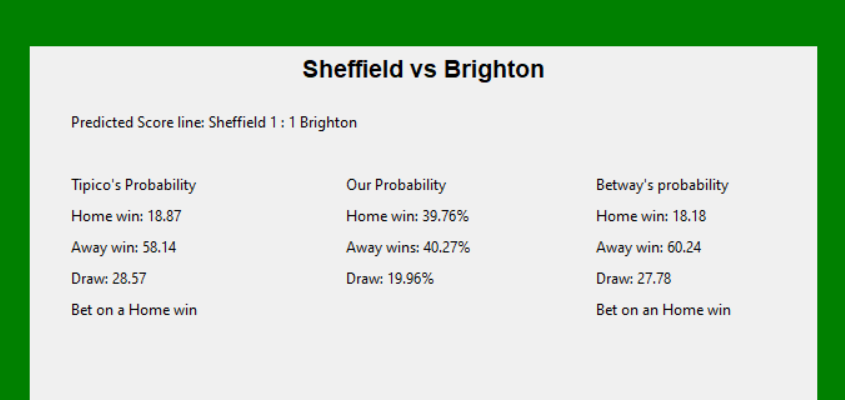 Sheffield vs Brighton
Predicted Score line: Sheffield 1 : 1 Brighton
Tipico's Probability
Home win: 18.87
Away win: 58.14
Draw: 28.57
Bet on a Home win
Our Probability
Home win: 39.76%
Away wins: 40.27%
Draw: 19.96%
Betway's probability
Home win: 18.18
Away win: 60.24
Draw: 27.78
Bet on an Home win